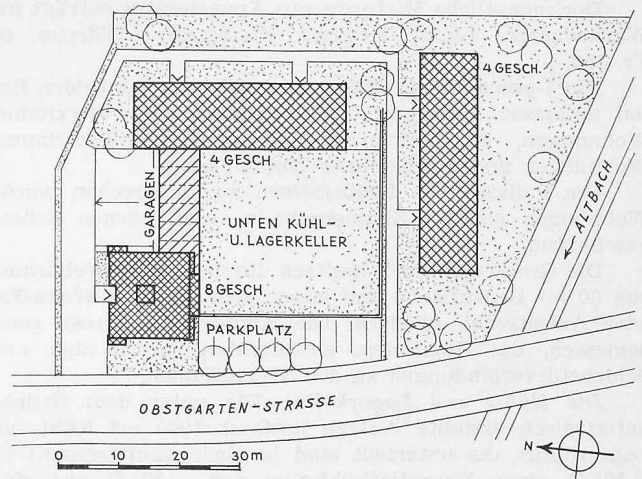 4 GESCH.
4 GESCH.
GARAGEN
ALTBACH
UNTEN KÜHL-
U. LAGERKELLER
8 GESCH.
PARKPLATZ
OBSTGARTEN-STRASSE
0 10 20 30m
N